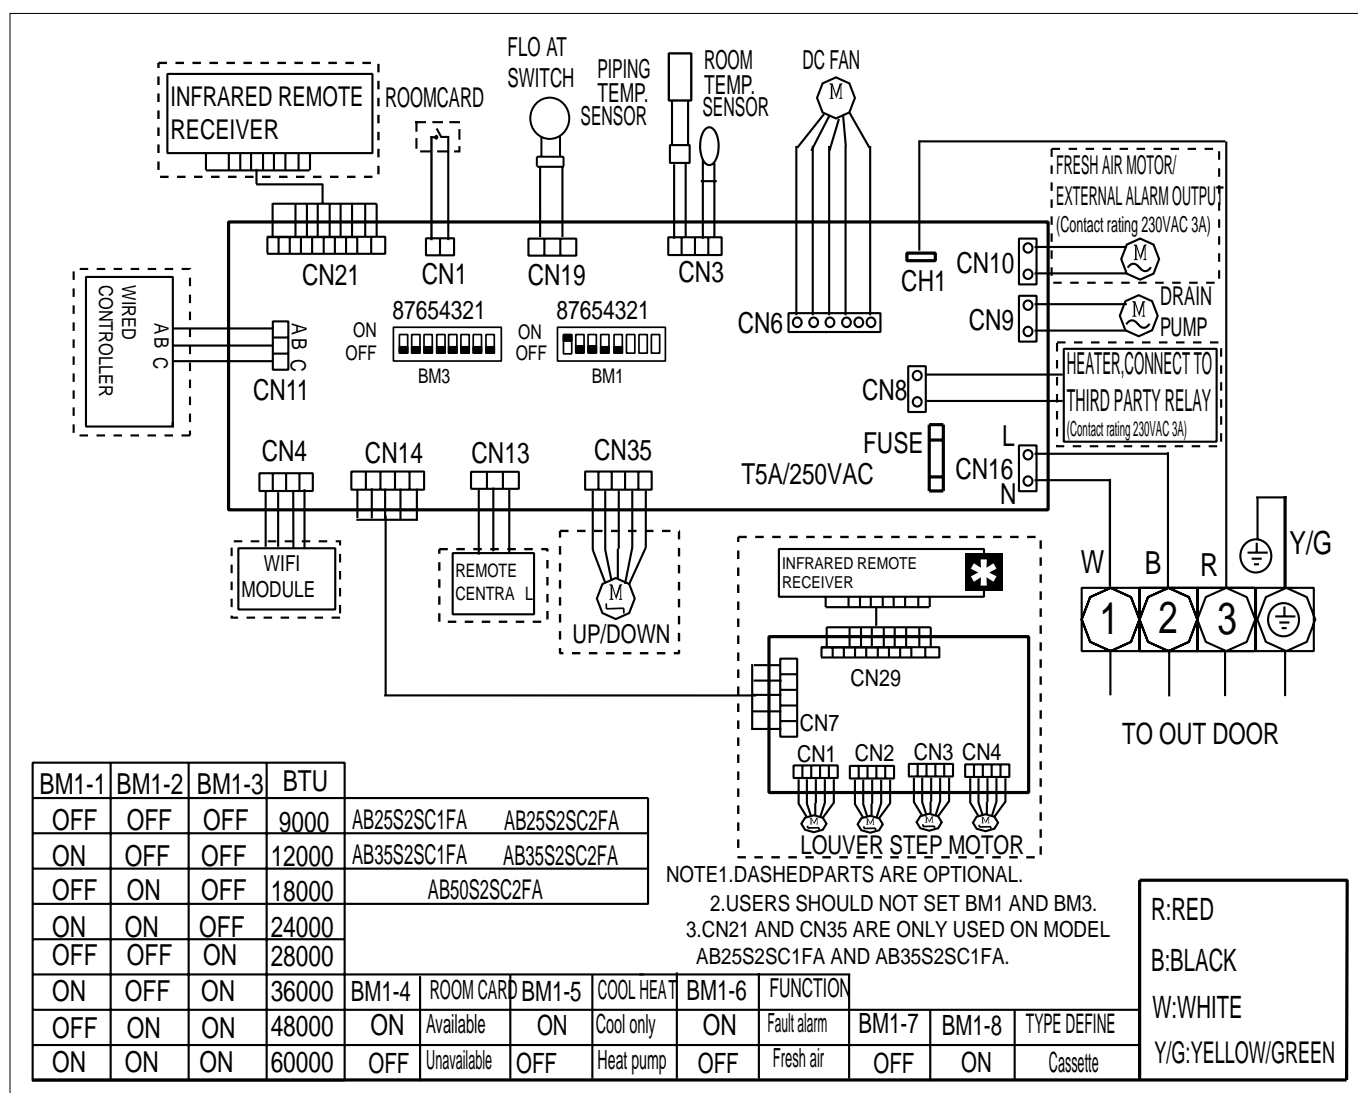 FLO AT
SWITCH
PIPING
TEMP.
SENSOR
ROOM
TEMP.
SENSOR
DC FAN
M
INFRARED REMOTE
RECEIVER
ROOMCARD
FRESH AIR MOTOR/
EXTERNAL ALARM OUTPUT
(Contact rating 230VAC 3A)
M
CN21
CN1
CN19
CN3
CH1
CN10
DRAIN
PUMP
M
CN9
CN6
WIRED
CONTROLLER
A B C
A B C
CN11
87654321
ON
OFF
BM3
87654321
ON
OFF
BM1
CN8
HEATER,CONNECT TO
THIRD PARTY RELAY
(Contact rating 230VAC 3A)
CN4
CN14
CN13
CN35
FUSE
T5A/250VAC
L
CN16
N
WIFI
MODULE
REMOTE
CENTRA L
M
UP/DOWN
INFRARED REMOTE
RECEIVER
*
W
B
R
Y/G
1
2
3
CN29
CN7
TO OUT DOOR
CN1
CN2
CN3
CN4
M
M
M
M
LOUVER STEP MOTOR
NOTE1.DASHEDPARTS ARE OPTIONAL.
2.USERS SHOULD NOT SET BM1 AND BM3.
3.CN21 AND CN35 ARE ONLY USED ON MODEL
AB25S2SC1FA AND AB35S2SC1FA.
BM1-1 BM1-2 BM1-3 BTU
OFF OFF OFF 9000 AB25S2SC1FA AB25S2SC2FA
ON OFF OFF 12000 AB35S2SC1FA AB35S2SC2FA
OFF ON OFF 18000 AB50S2SC2FA
ON ON OFF 24000
OFF OFF ON 28000
ON OFF ON 36000 BM1-4 ROOM CARD BM1-5 COOL HEAT BM1-6 FUNCTION
OFF ON ON 48000 ON Available ON Cool only ON Fault alarm BM1-7 BM1-8 TYPE DEFINE
ON ON ON 60000 OFF Unavailable OFF Heat pump OFF Fresh air OFF ON Cassette
R:RED
B:BLACK
W:WHITE
Y/G:YELLOW/GREEN